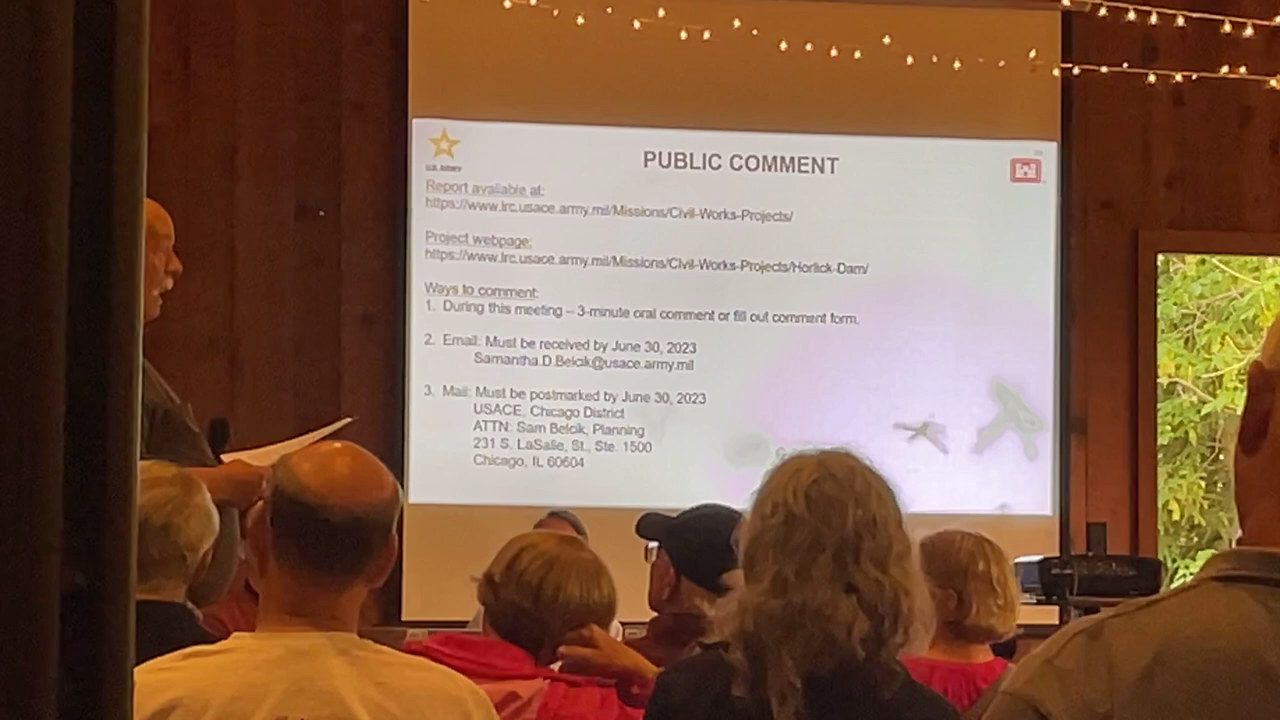 U.S. ARMY
PUBLIC COMMENT
Report available at:
https://www.lrc.usace.army.mil/Missions/Civil-Works-Projects/
Project webpage:
https://www.lrc.usace.army.mil/Missions/Civil-Works-Projects/Horlick-Dam/
Ways to comment:
1. During this meeting – 3-minute oral comment or fill out comment form.
2. Email: Must be received by June 30, 2023
Samantha.D.Belcik@usace.army.mil
3. Mail: Must be postmarked by June 30, 2023
USACE, Chicago District
ATTN: Sam Belcik, Planning
231 S. LaSalle, St., Ste. 1500
Chicago, IL 60604